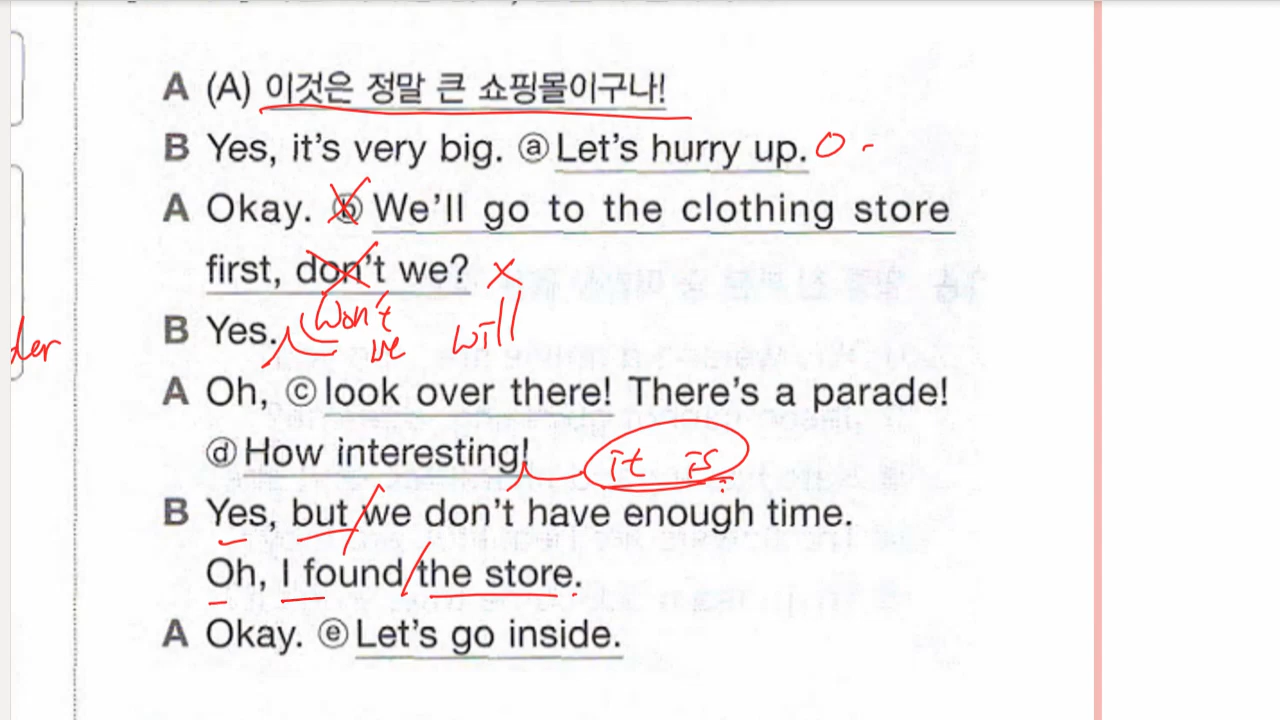 A (A) 이것은 정말 큰 쇼핑몰이구나!
B Yes, it's very big. ⓐ Let's hurry up. O
A Okay. ⓑ We'll go to the clothing store
first, don't we? X
won't
B Yes. we will
der
A Oh, ⓒ look over there! There's a parade!
ⓓ How interesting! it is
B Yes, but we don't have enough time.
Oh, I found the store.
A Okay. ⓔ Let's go inside.